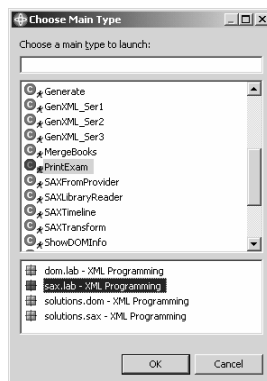 Choose Main Type
Choose a main type to launch:
Generate
GenXML_Ser1
GenXML_Ser2
GenXML_Ser3
MergeBooks
PrintExam
SAXFromProvider
SAXLibraryReader
SAXTimeline
SAXTransform
ShowDOMInfo
dom.lab - XML Programming
sax.lab - XML Programming
solutions.dom - XML Programming
solutions.sax - XML Programming
OK Cancel